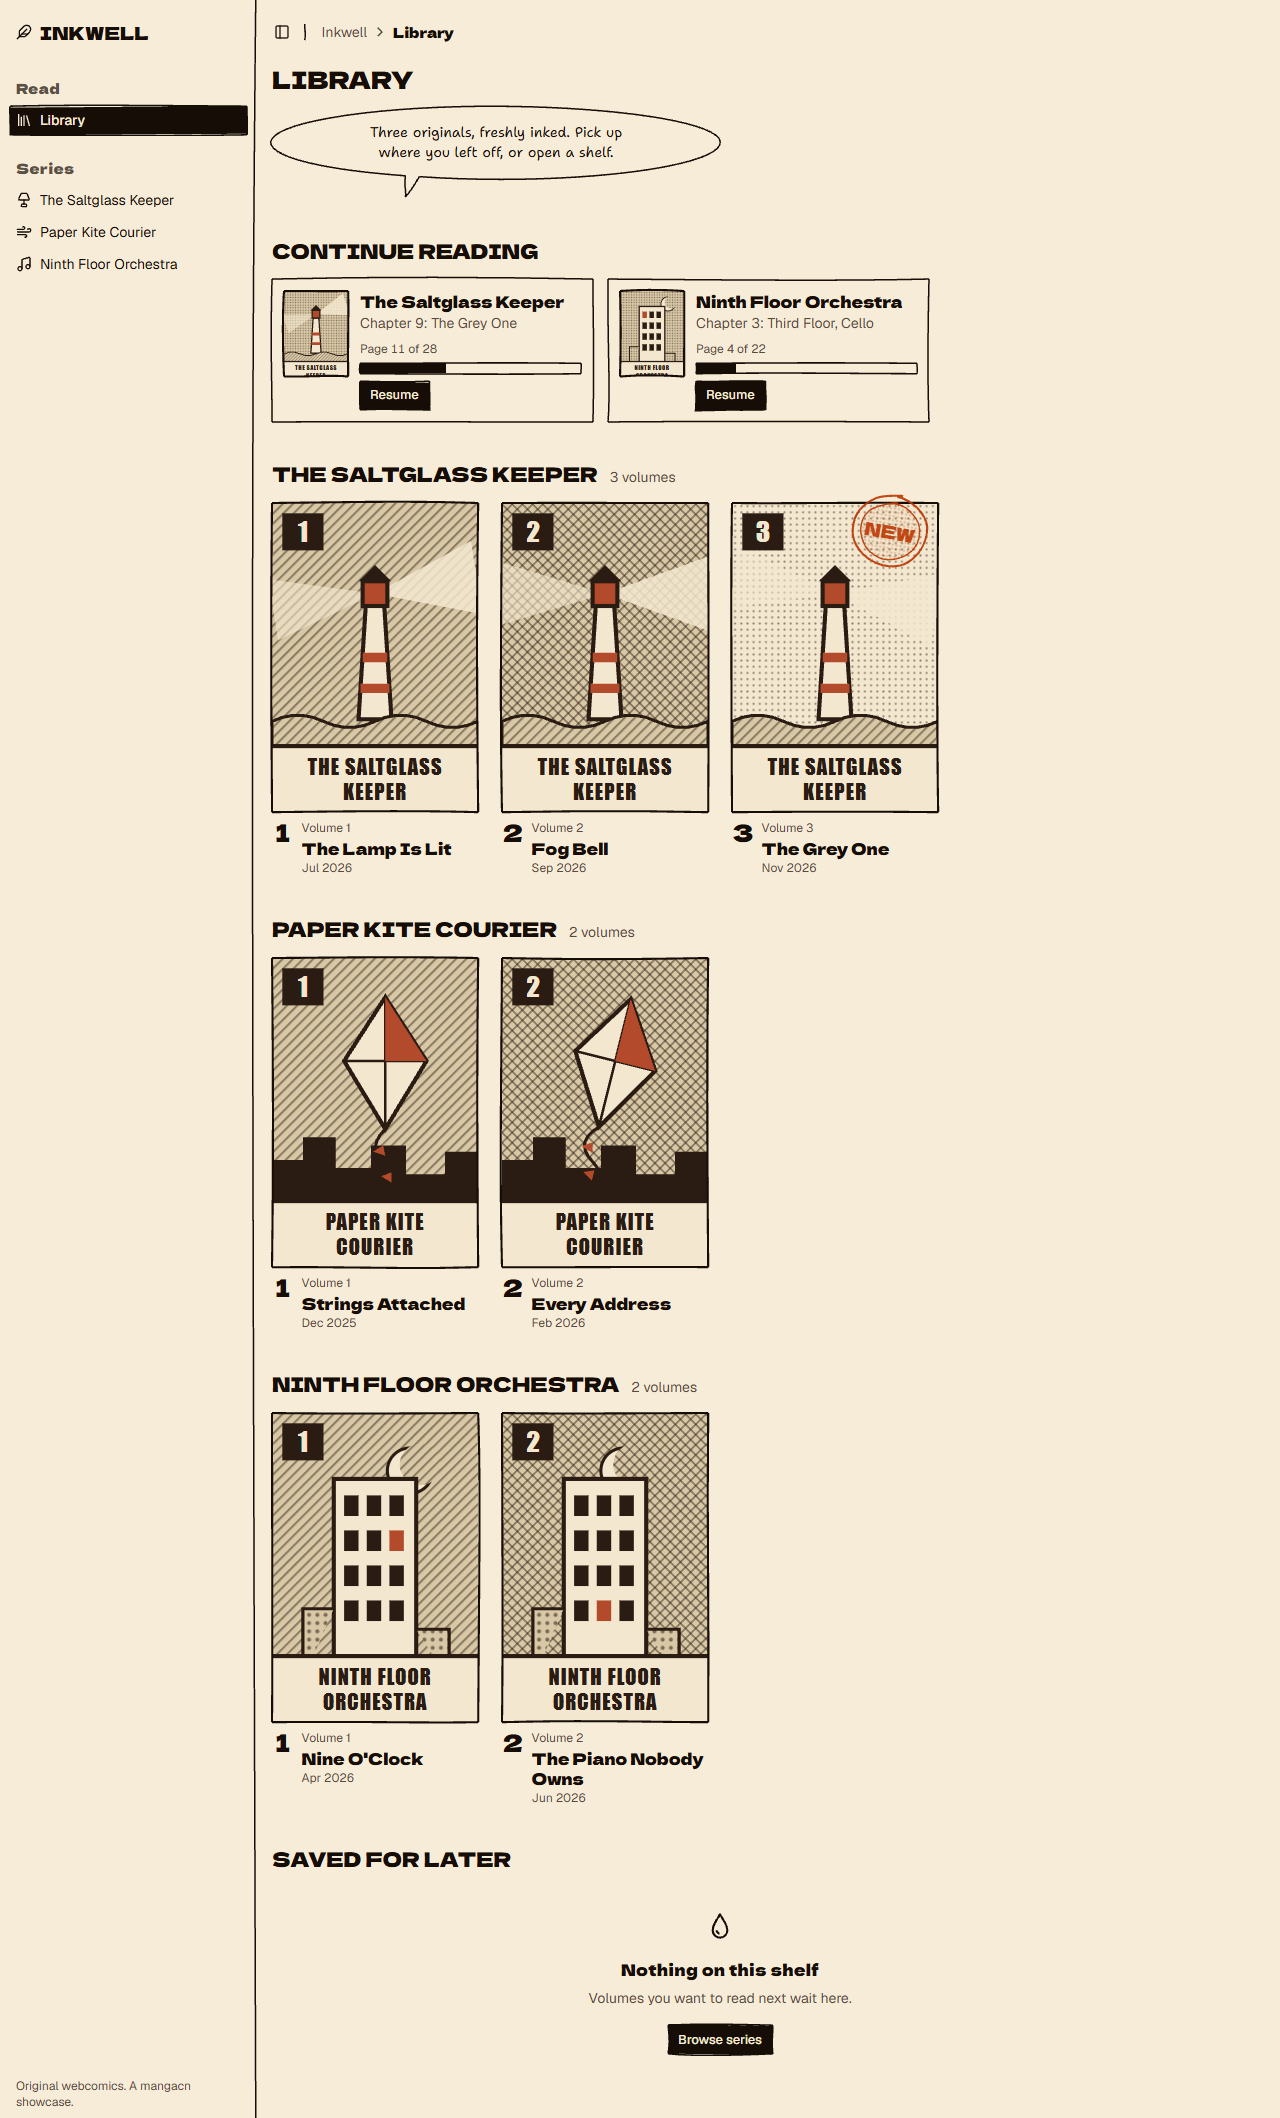 INKWELL
Read
Library
Series
The Saltglass Keeper
Paper Kite Courier
Ninth Floor Orchestra
Original webcomics. A mangacn
showcase.
Inkwell > Library
LIBRARY
Three originals, freshly inked. Pick up
where you left off, or open a shelf.
CONTINUE READING
THE SALTGLASS
KEEPER
The Saltglass Keeper
Chapter 9: The Grey One
Page 11 of 28
Resume
NINTH FLOOR
ORCHESTRA
Ninth Floor Orchestra
Chapter 3: Third Floor, Cello
Page 4 of 22
Resume
THE SALTGLASS KEEPER 3 volumes
1
THE SALTGLASS
KEEPER
1 Volume 1
The Lamp Is Lit
Jul 2026
2
THE SALTGLASS
KEEPER
2 Volume 2
Fog Bell
Sep 2026
3
NEW
THE SALTGLASS
KEEPER
3 Volume 3
The Grey One
Nov 2026
PAPER KITE COURIER 2 volumes
1
PAPER KITE
COURIER
1 Volume 1
Strings Attached
Dec 2025
2
PAPER KITE
COURIER
2 Volume 2
Every Address
Feb 2026
NINTH FLOOR ORCHESTRA 2 volumes
1
NINTH FLOOR
ORCHESTRA
1 Volume 1
Nine O'Clock
Apr 2026
2
NINTH FLOOR
ORCHESTRA
2 Volume 2
The Piano Nobody
Owns
Jun 2026
SAVED FOR LATER
Nothing on this shelf
Volumes you want to read next wait here.
Browse series